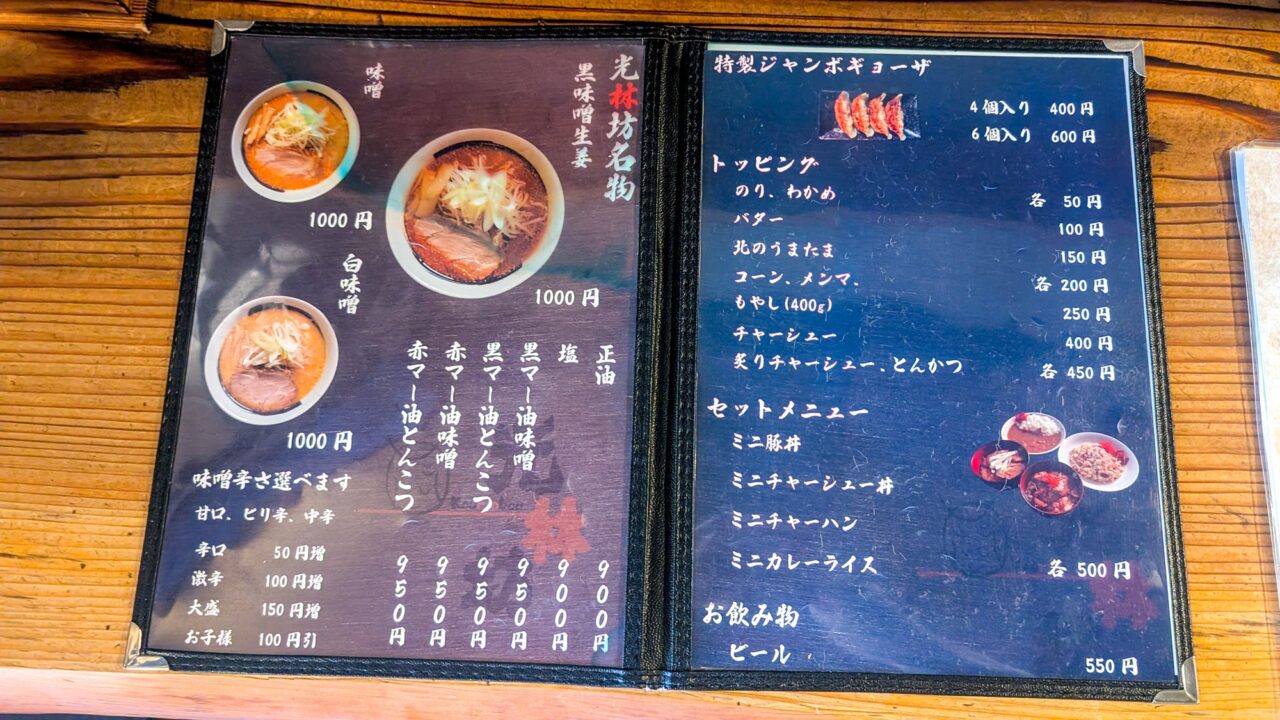 光林坊名物
黒味噌生姜
1000円
味噌
1000円
白味噌
1000円
正油 900円
塩 900円
黒マー油味噌 950円
黒マー油とんこつ 950円
赤マー油味噌 950円
赤マー油とんこつ 950円
味噌辛さ選べます
甘口、ピリ辛、中辛
辛口 50円増
激辛 100円増
大盛 150円増
お子様 100円引
特製ジャンボギョーザ
4個入り 400円
6個入り 600円
トッピング
のり、わかめ 各 50円
バター 100円
北のうまたま 150円
コーン、メンマ、 各 200円
もやし(400g) 250円
チャーシュー 400円
炙りチャーシュー、とんかつ 各 450円
セットメニュー
ミニ豚丼
ミニチャーシュー丼
ミニチャーハン
ミニカレーライス 各 500円
お飲み物
ビール 550円